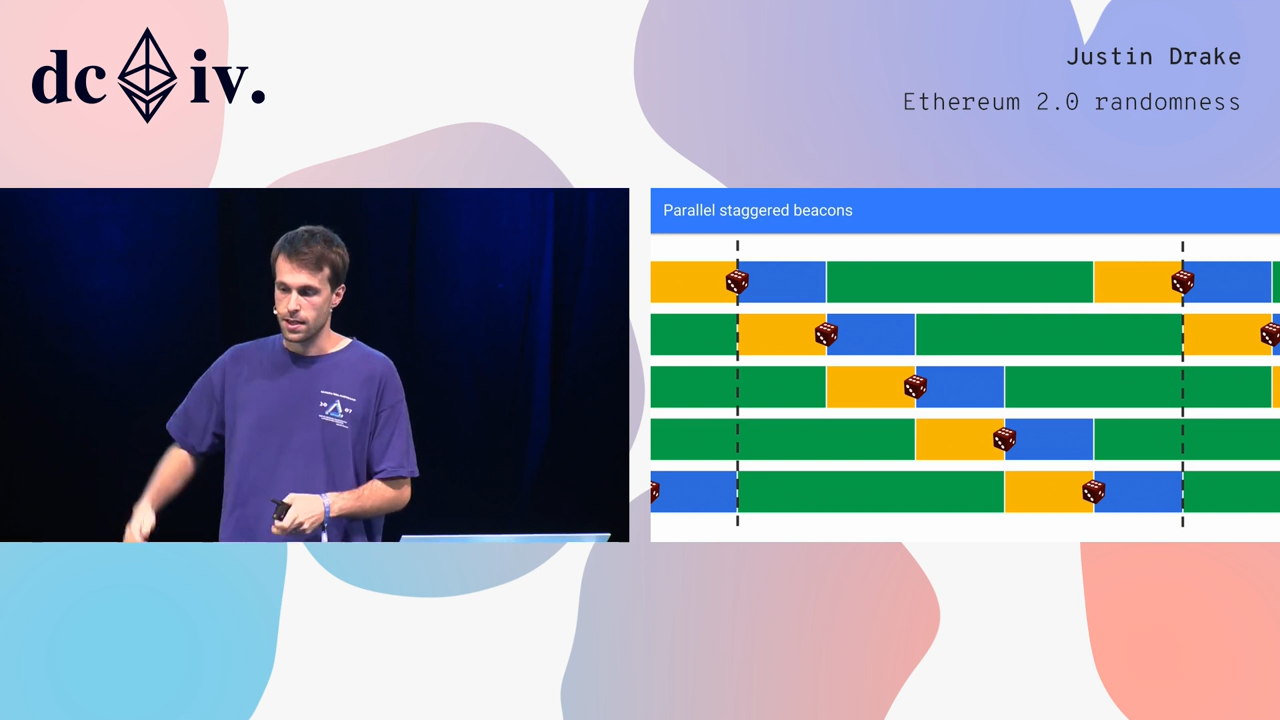 dc iv.
Justin Drake
Ethereum 2.0 randomness
Parallel staggered beacons